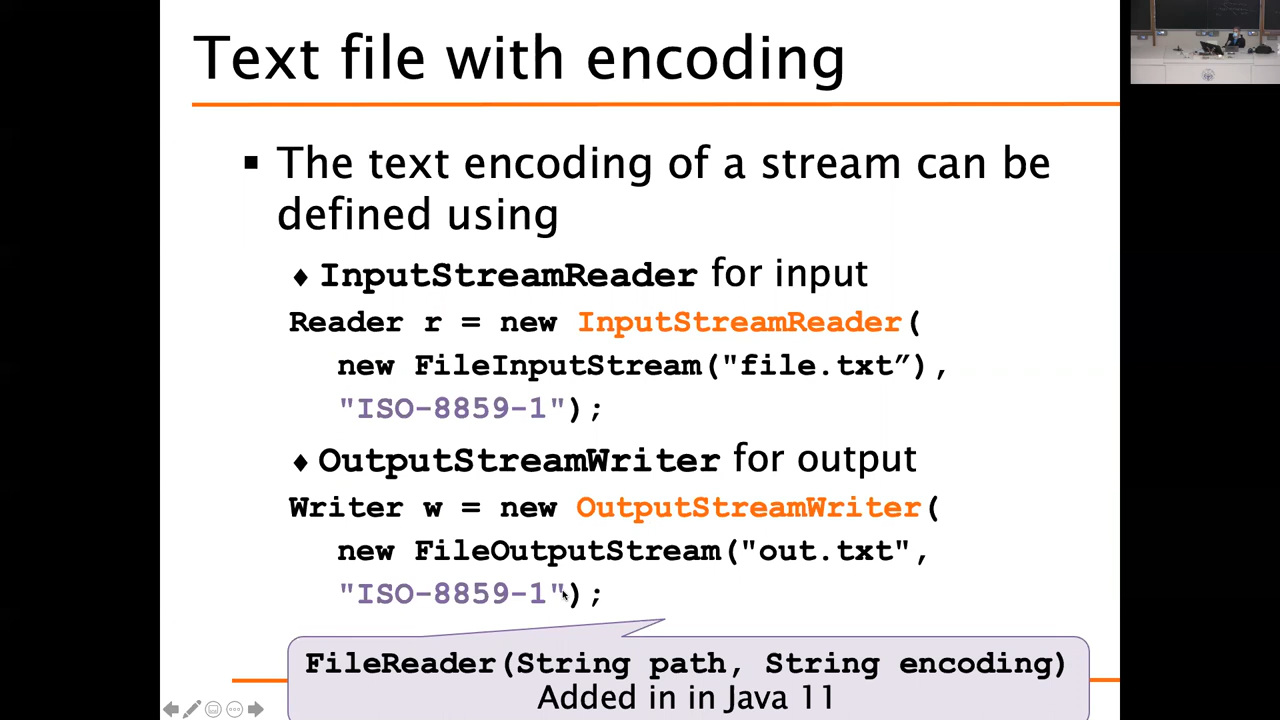 Text file with encoding
▪ The text encoding of a stream can be
defined using
♦ InputStreamReader for input
Reader r = new InputStreamReader(
new FileInputStream("file.txt”),
"ISO-8859-1");
♦ OutputStreamWriter for output
Writer w = new OutputStreamWriter(
new FileOutputStream("out.txt",
"ISO-8859-1");
FileReader(String path, String encoding)
Added in in Java 11